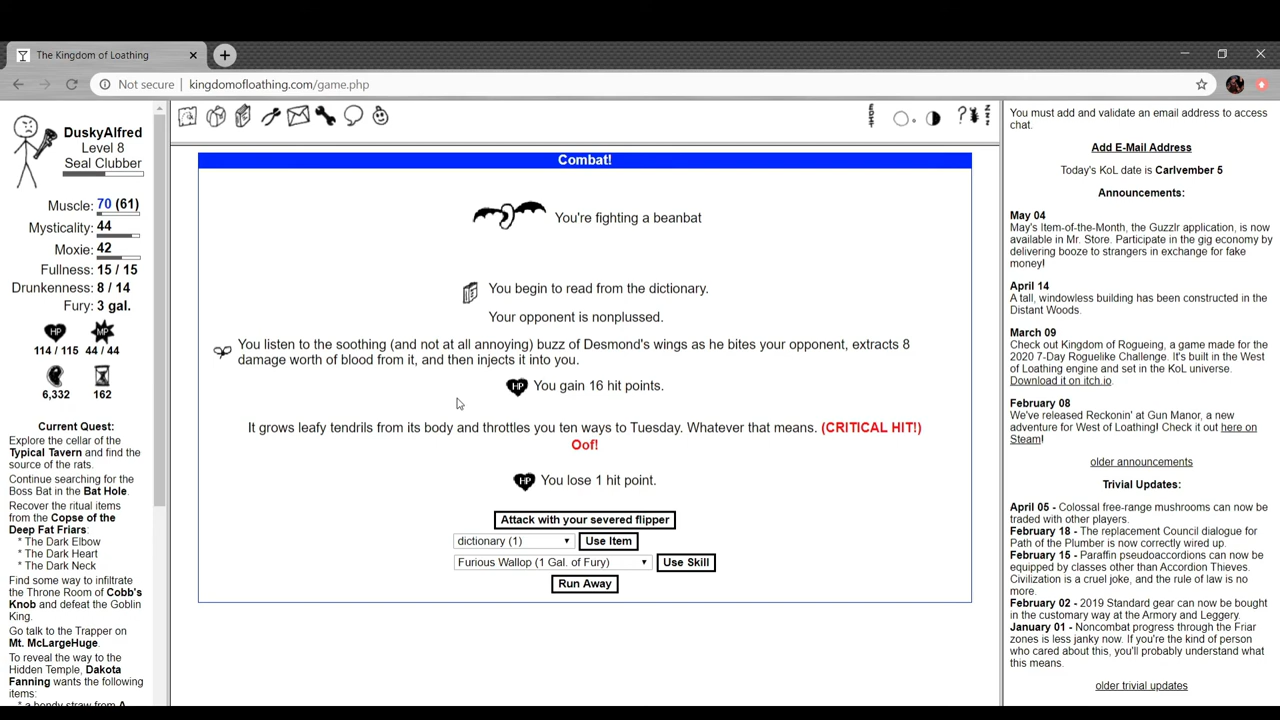 The Kingdom of Loathing
Not secure
kingdomofloathing.com/game.php
DuskyAlfred
Level 8
Seal Clubber
Muscle: 70 (61)
Mysticality: 44
Moxie: 42
Fullness: 15 / 15
Drunkenness: 8 / 14
Fury: 3 gal.
HP MP
114 / 115 44 / 44
6,332 162
Current Quest:
Explore the cellar of the
Typical Tavern and find the
source of the rats.
Continue searching for the
Boss Bat in the Bat Hole.
Recover the ritual items
from the Copse of the
Deep Fat Friars:
* The Dark Elbow
* The Dark Heart
* The Dark Neck
Find some way to infiltrate
the Throne Room of Cobb's
Knob and defeat the Goblin
King.
Go talk to the Trapper on
Mt. McLargeHuge.
To reveal the way to the
Hidden Temple, Dakota
Fanning wants the following
items:
* a bendy straw from A
Combat!
You're fighting a beanbat
You begin to read from the dictionary.
Your opponent is nonplussed.
You listen to the soothing (and not at all annoying) buzz of Desmond's wings as he bites your opponent, extracts 8
damage worth of blood from it, and then injects it into you.
HP You gain 16 hit points.
It grows leafy tendrils from its body and throttles you ten ways to Tuesday. Whatever that means. (CRITICAL HIT!)
Oof!
HP You lose 1 hit point.
Attack with your severed flipper
dictionary (1) Use Item
Furious Wallop (1 Gal. of Fury) Use Skill
Run Away
You must add and validate an email address to access
chat.
Add E-Mail Address
Today's KoL date is Carlvember 5
Announcements:
May 04
May's Item-of-the-Month, the Guzzlr application, is now
available in Mr. Store. Participate in the gig economy by
delivering booze to strangers in exchange for fake
money!
April 14
A tall, windowless building has been constructed in the
Distant Woods.
March 09
Check out Kingdom of Rogueing, a game made for the
2020 7-Day Roguelike Challenge. It's built in the West
of Loathing engine and set in the KoL universe.
Download it on itch.io.
February 08
We've released Reckonin' at Gun Manor, a new
adventure for West of Loathing! Check it out here on
Steam!
older announcements
Trivial Updates:
April 05 - Colossal free-range mushrooms can now be
traded with other players.
February 18 - The replacement Council dialogue for
Path of the Plumber is now correctly wired up.
February 15 - Paraffin pseudoaccordions can now be
equipped by classes other than Accordion Thieves.
Civilization is a cruel joke, and the rule of law is no
more.
February 02 - 2019 Standard gear can now be bought
in the customary way at the Armory and Leggery.
January 01 - Noncombat progress through the Friar
zones is less janky now. If you're the kind of person
who cared about this, you'll probably understand what
this means.
older trivial updates